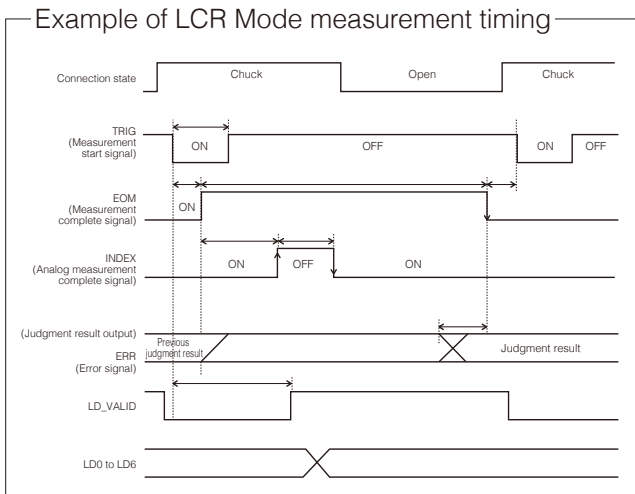 Example of LCR Mode measurement timing
Connection state
Chuck
Open
Chuck
TRIG
(Measurement
start signal)
ON
OFF
ON
OFF
EOM
(Measurement
complete signal)
ON
INDEX
(Analog measurement
complete signal)
ON
OFF
ON
(Judgment result output)
ERR
(Error signal)
Previous
judgment result
Judgment result
LD_VALID
LD0 to LD6